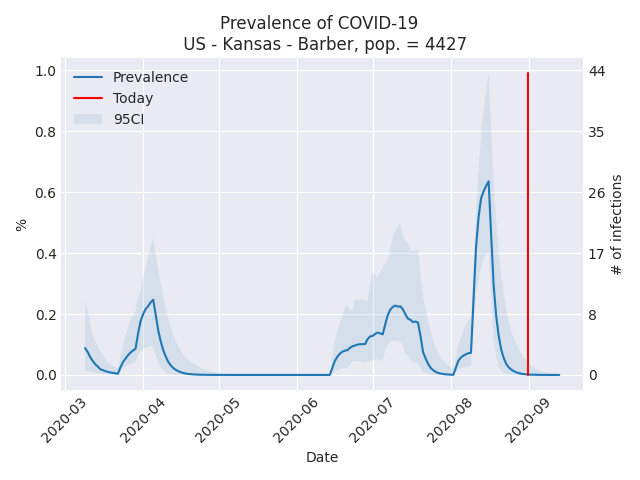 Prevalence of COVID-19
US - Kansas - Barber, pop. = 4427
Prevalence
Today
95CI
1.0
0.8
0.6
0.4
0.2
0.0
%
44
35
26
17
8
0
# of infections
2020-03
2020-04
2020-05
2020-06
2020-07
2020-08
2020-09
Date